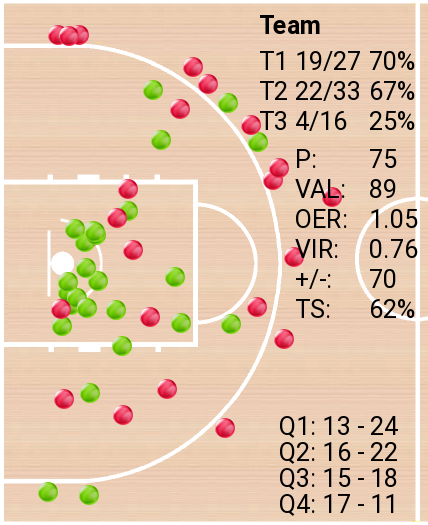 Team
T1 19/27 70%
T2 22/33 67%
T3 4/16 25%
P: 75
VAL: 89
OER: 1.05
VIR: 0.76
+/-: 70
TS: 62%
Q1: 13 - 24
Q2: 16 - 22
Q3: 15 - 18
Q4: 17 - 11